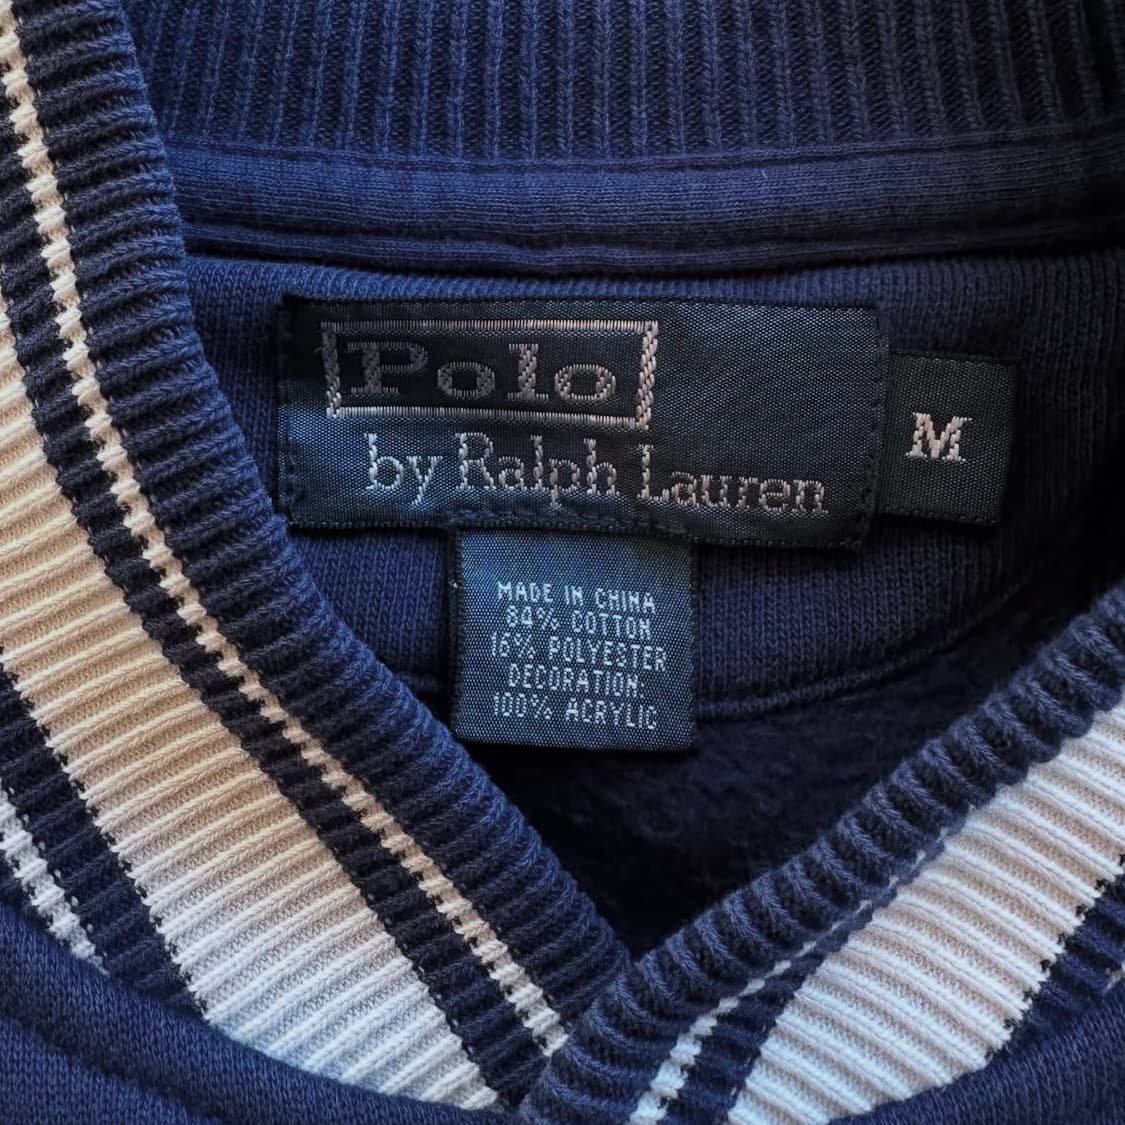 Polo
by Ralph Lauren
M
MADE IN CHINA
84% COTTON
16% POLYESTER
DECORATION:
100% ACRYLIC